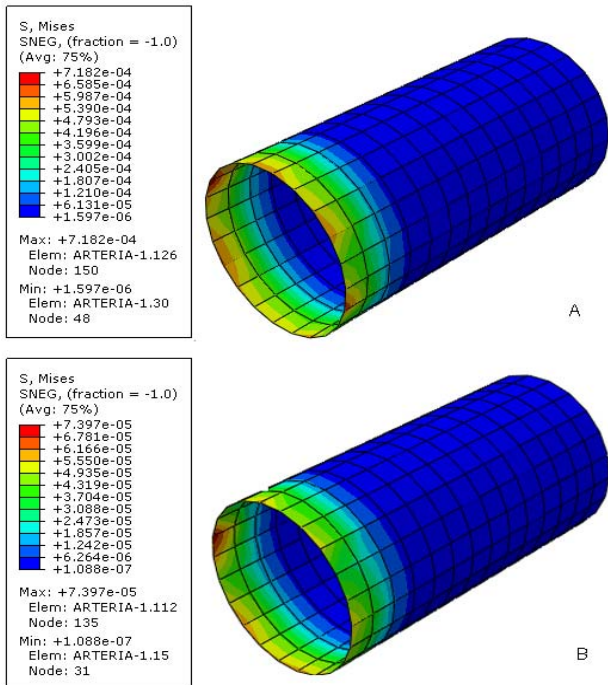 S, Mises
SNEG, (fraction = -1.0)
(Avg: 75%)
+7.182e-04
+6.585e-04
+5.987e-04
+5.390e-04
+4.793e-04
+4.196e-04
+3.599e-04
+3.002e-04
+2.405e-04
+1.807e-04
+1.210e-04
+6.131e-05
+1.597e-06
Max: +7.182e-04
Elem: ARTERIA-1.126
Node: 150
Min: +1.597e-06
Elem: ARTERIA-1.30
Node: 48
A
S, Mises
SNEG, (fraction = -1.0)
(Avg: 75%)
+7.397e-05
+6.781e-05
+6.166e-05
+5.550e-05
+4.935e-05
+4.319e-05
+3.704e-05
+3.088e-05
+2.473e-05
+1.857e-05
+1.242e-05
+6.264e-06
+1.088e-07
Max: +7.397e-05
Elem: ARTERIA-1.112
Node: 135
Min: +1.088e-07
Elem: ARTERIA-1.15
Node: 31
B